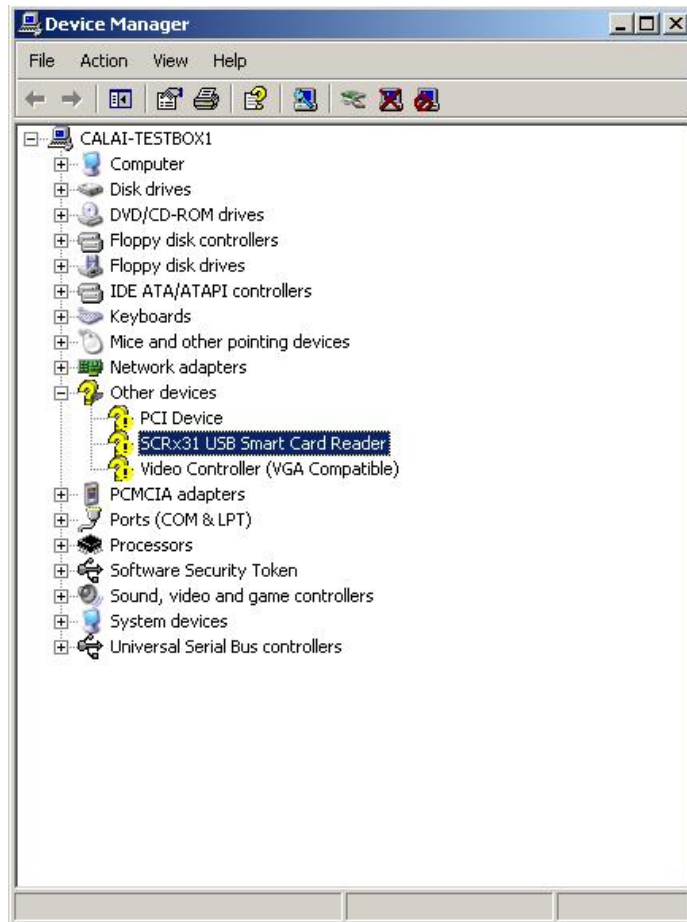 Device Manager
File Action View Help
CALAI-TESTBOX1
Computer
Disk drives
DVD/CD-ROM drives
Floppy disk controllers
Floppy disk drives
IDE ATA/ATAPI controllers
Keyboards
Mice and other pointing devices
Network adapters
Other devices
PCI Device
SCRx31 USB Smart Card Reader
Video Controller (VGA Compatible)
PCMCIA adapters
Ports (COM & LPT)
Processors
Software Security Token
Sound, video and game controllers
System devices
Universal Serial Bus controllers